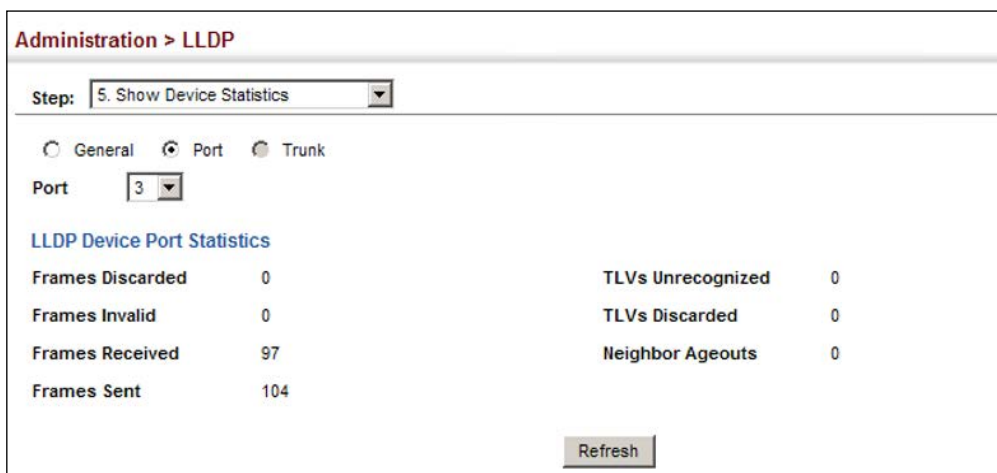 Administration > LLDP
Step: 5. Show Device Statistics
General Port Trunk
Port 3
LLDP Device Port Statistics
Frames Discarded 0 TLVs Unrecognized 0
Frames Invalid 0 TLVs Discarded 0
Frames Received 97 Neighbor Ageouts 0
Frames Sent 104
Refresh